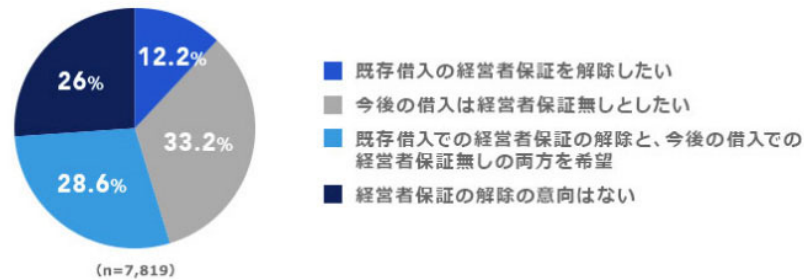 12.2%
26%
33.2%
28.6%
(n=7,819)
既存借入の経営者保証を解除したい
今後の借入は経営者保証無しとしたい
既存借入での経営者保証の解除と、今後の借入での
経営者保証無しの両方を希望
経営者保証の解除の意向はない